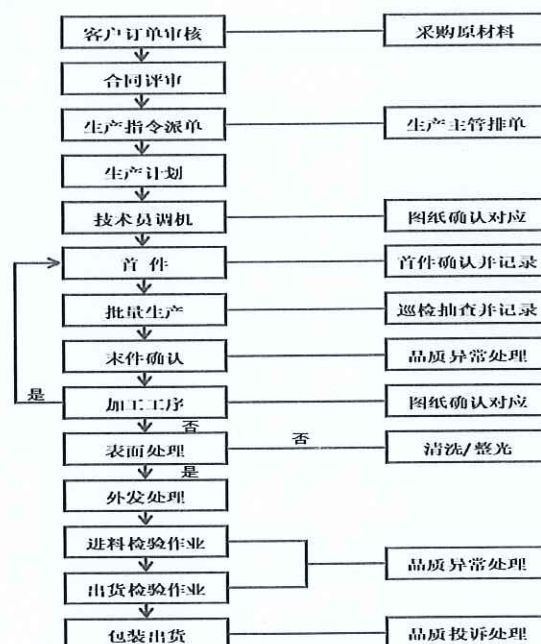 客户订单审核
采购原材料
合同评审
生产指令派单
生产主管排单
生产计划
技术员调机
图纸确认对应
首 件
首件确认并记录
批量生产
巡检抽查并记录
末件确认
品质异常处理
是
加工工序
图纸确认对应
否
表面处理
否
清洗/整光
是
外发处理
进料检验作业
品质异常处理
出货检验作业
包装出货
品质投诉处理